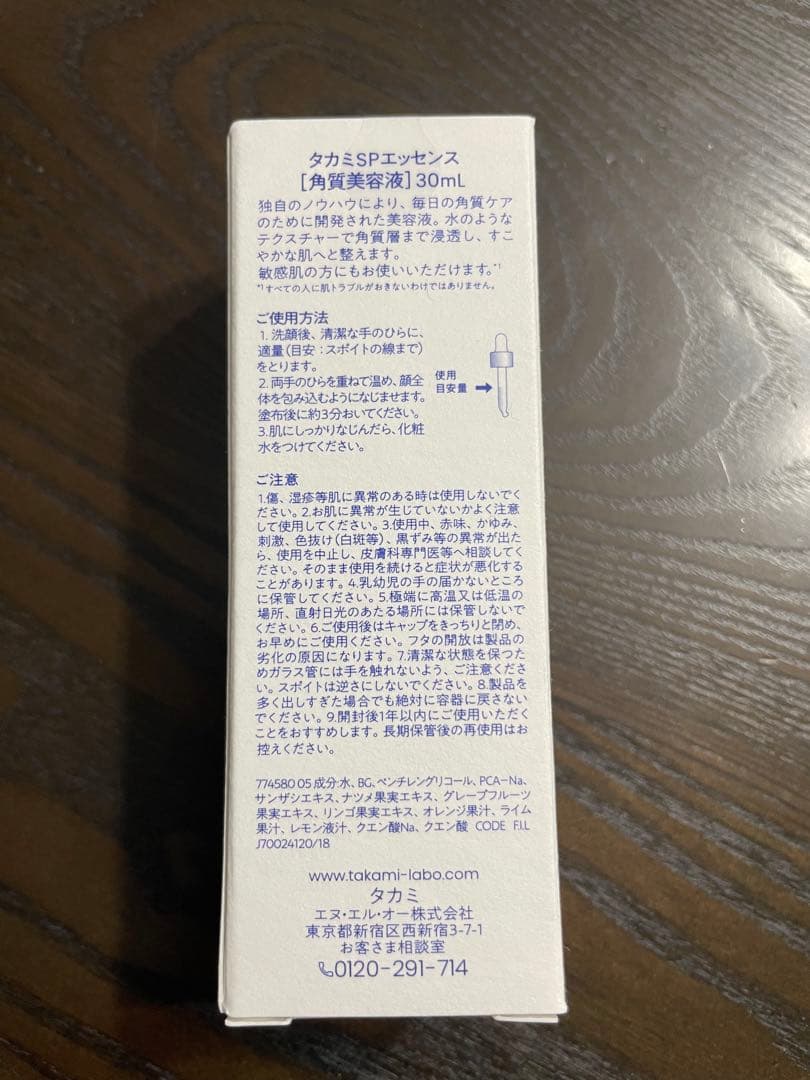 タカミSPエッセンス
[角質美容液] 30mL
独自のノウハウにより、毎日の角質ケア
のために開発された美容液。水のような
テクスチャーで角質層まで浸透し、すこ
やかな肌へと整えます。
敏感肌の方にもお使いいただけます。*1
*1 すべての人に肌トラブルがおきないわけではありません。
ご使用方法
1. 洗顔後、清潔な手のひらに、
適量(目安:スポイトの線まで)
をとります。
2. 両手のひらを重ねて温め、顔全
体を包み込むようになじませます。
塗布後に約3分おいてください。
3.肌にしっかりなじんだら、化粧
水をつけてください。
使用
目安量
ご注意
1.傷、湿疹等肌に異常のある時は使用しないでく
ださい。2.お肌に異常が生じていないかよく注意
して使用してください。3.使用中、赤味、かゆみ、
刺激、色抜け(白斑等)、黒ずみ等の異常が出た
ら、使用を中止し、皮膚科専門医等へ相談してく
ださい。そのまま使用を続けると症状が悪化する
ことがあります。4.乳幼児の手の届かないところ
に保管してください。5.極端に高温又は低温の
場所、直射日光のあたる場所には保管しないで
ください。6.ご使用後はキャップをきっちりと閉め、
お早めにご使用ください。フタの開放は製品の
劣化の原因になります。7.清潔な状態を保つた
めガラス管には手を触れないよう、ご注意くださ
い。スポイトは逆さにしないでください。8.製品を
多く出しすぎた場合でも絶対に容器に戻さない
でください。9.開封後1年以内にご使用いただく
ことをおすすめします。長期保管後の再使用はお
控えください。
774580 05 成分:水、BG、ペンチレングリコール、PCA-Na、
サンザシエキス、ナツメ果実エキス、グレープフルーツ
果実エキス、リンゴ果実エキス、オレンジ果汁、ライム
果汁、レモン液汁、クエン酸Na、クエン酸 CODE F.I.L
J70024120/18
www.takami-labo.com
タカミ
エヌ・エル・オー株式会社
東京都新宿区西新宿3-7-1
お客さま相談室
0120-291-714